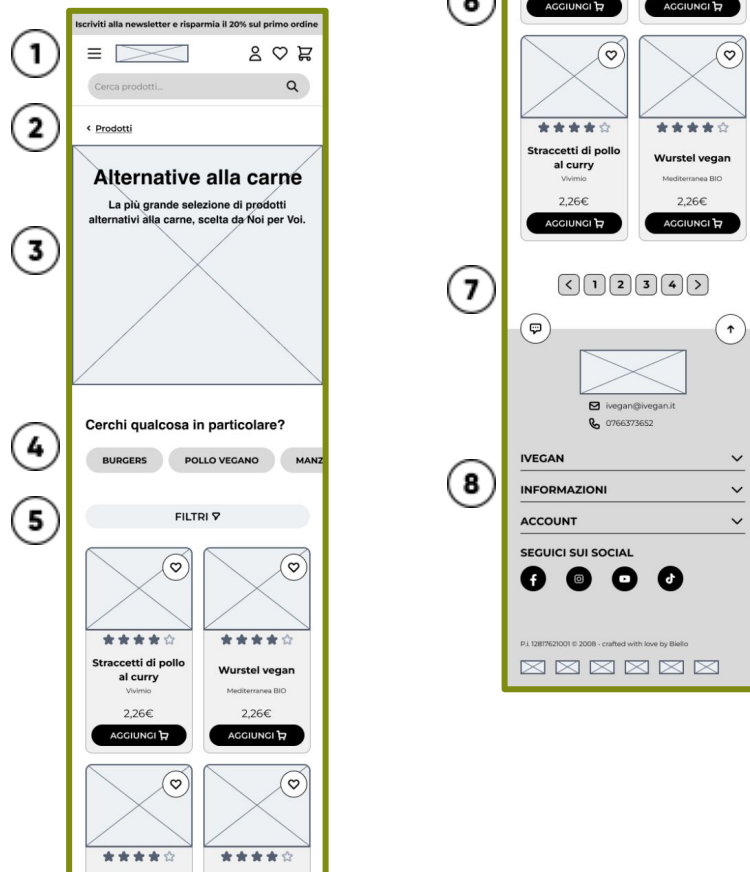 Iscriviti alla newsletter e risparmia il 20% sul primo ordine
1
Cerca prodotti...
2
< Prodotti
Alternative alla carne
La più grande selezione di prodotti
alternativi alla carne, scelta da Noi per Voi.
3
Cerchi qualcosa in particolare?
4
BURGERS POLLO VEGANO MANZ
5
FILTRI
Straccetti di pollo
al curry
Vivimio
2,26€
AGGIUNGI
Wurstel vegan
Mediterranea BIO
2,26€
AGGIUNGI
AGGIUNGI AGGIUNGI
Straccetti di pollo
al curry
Vivimio
2,26€
AGGIUNGI
Wurstel vegan
Mediterranea BIO
2,26€
AGGIUNGI
7
< 1 2 3 4 >
ivegan@ivegan.it
0766373652
IVEGAN
8
INFORMAZIONI
ACCOUNT
SEGUICI SUI SOCIAL
P.i. 12817621001 © 2008 - crafted with love by Biello